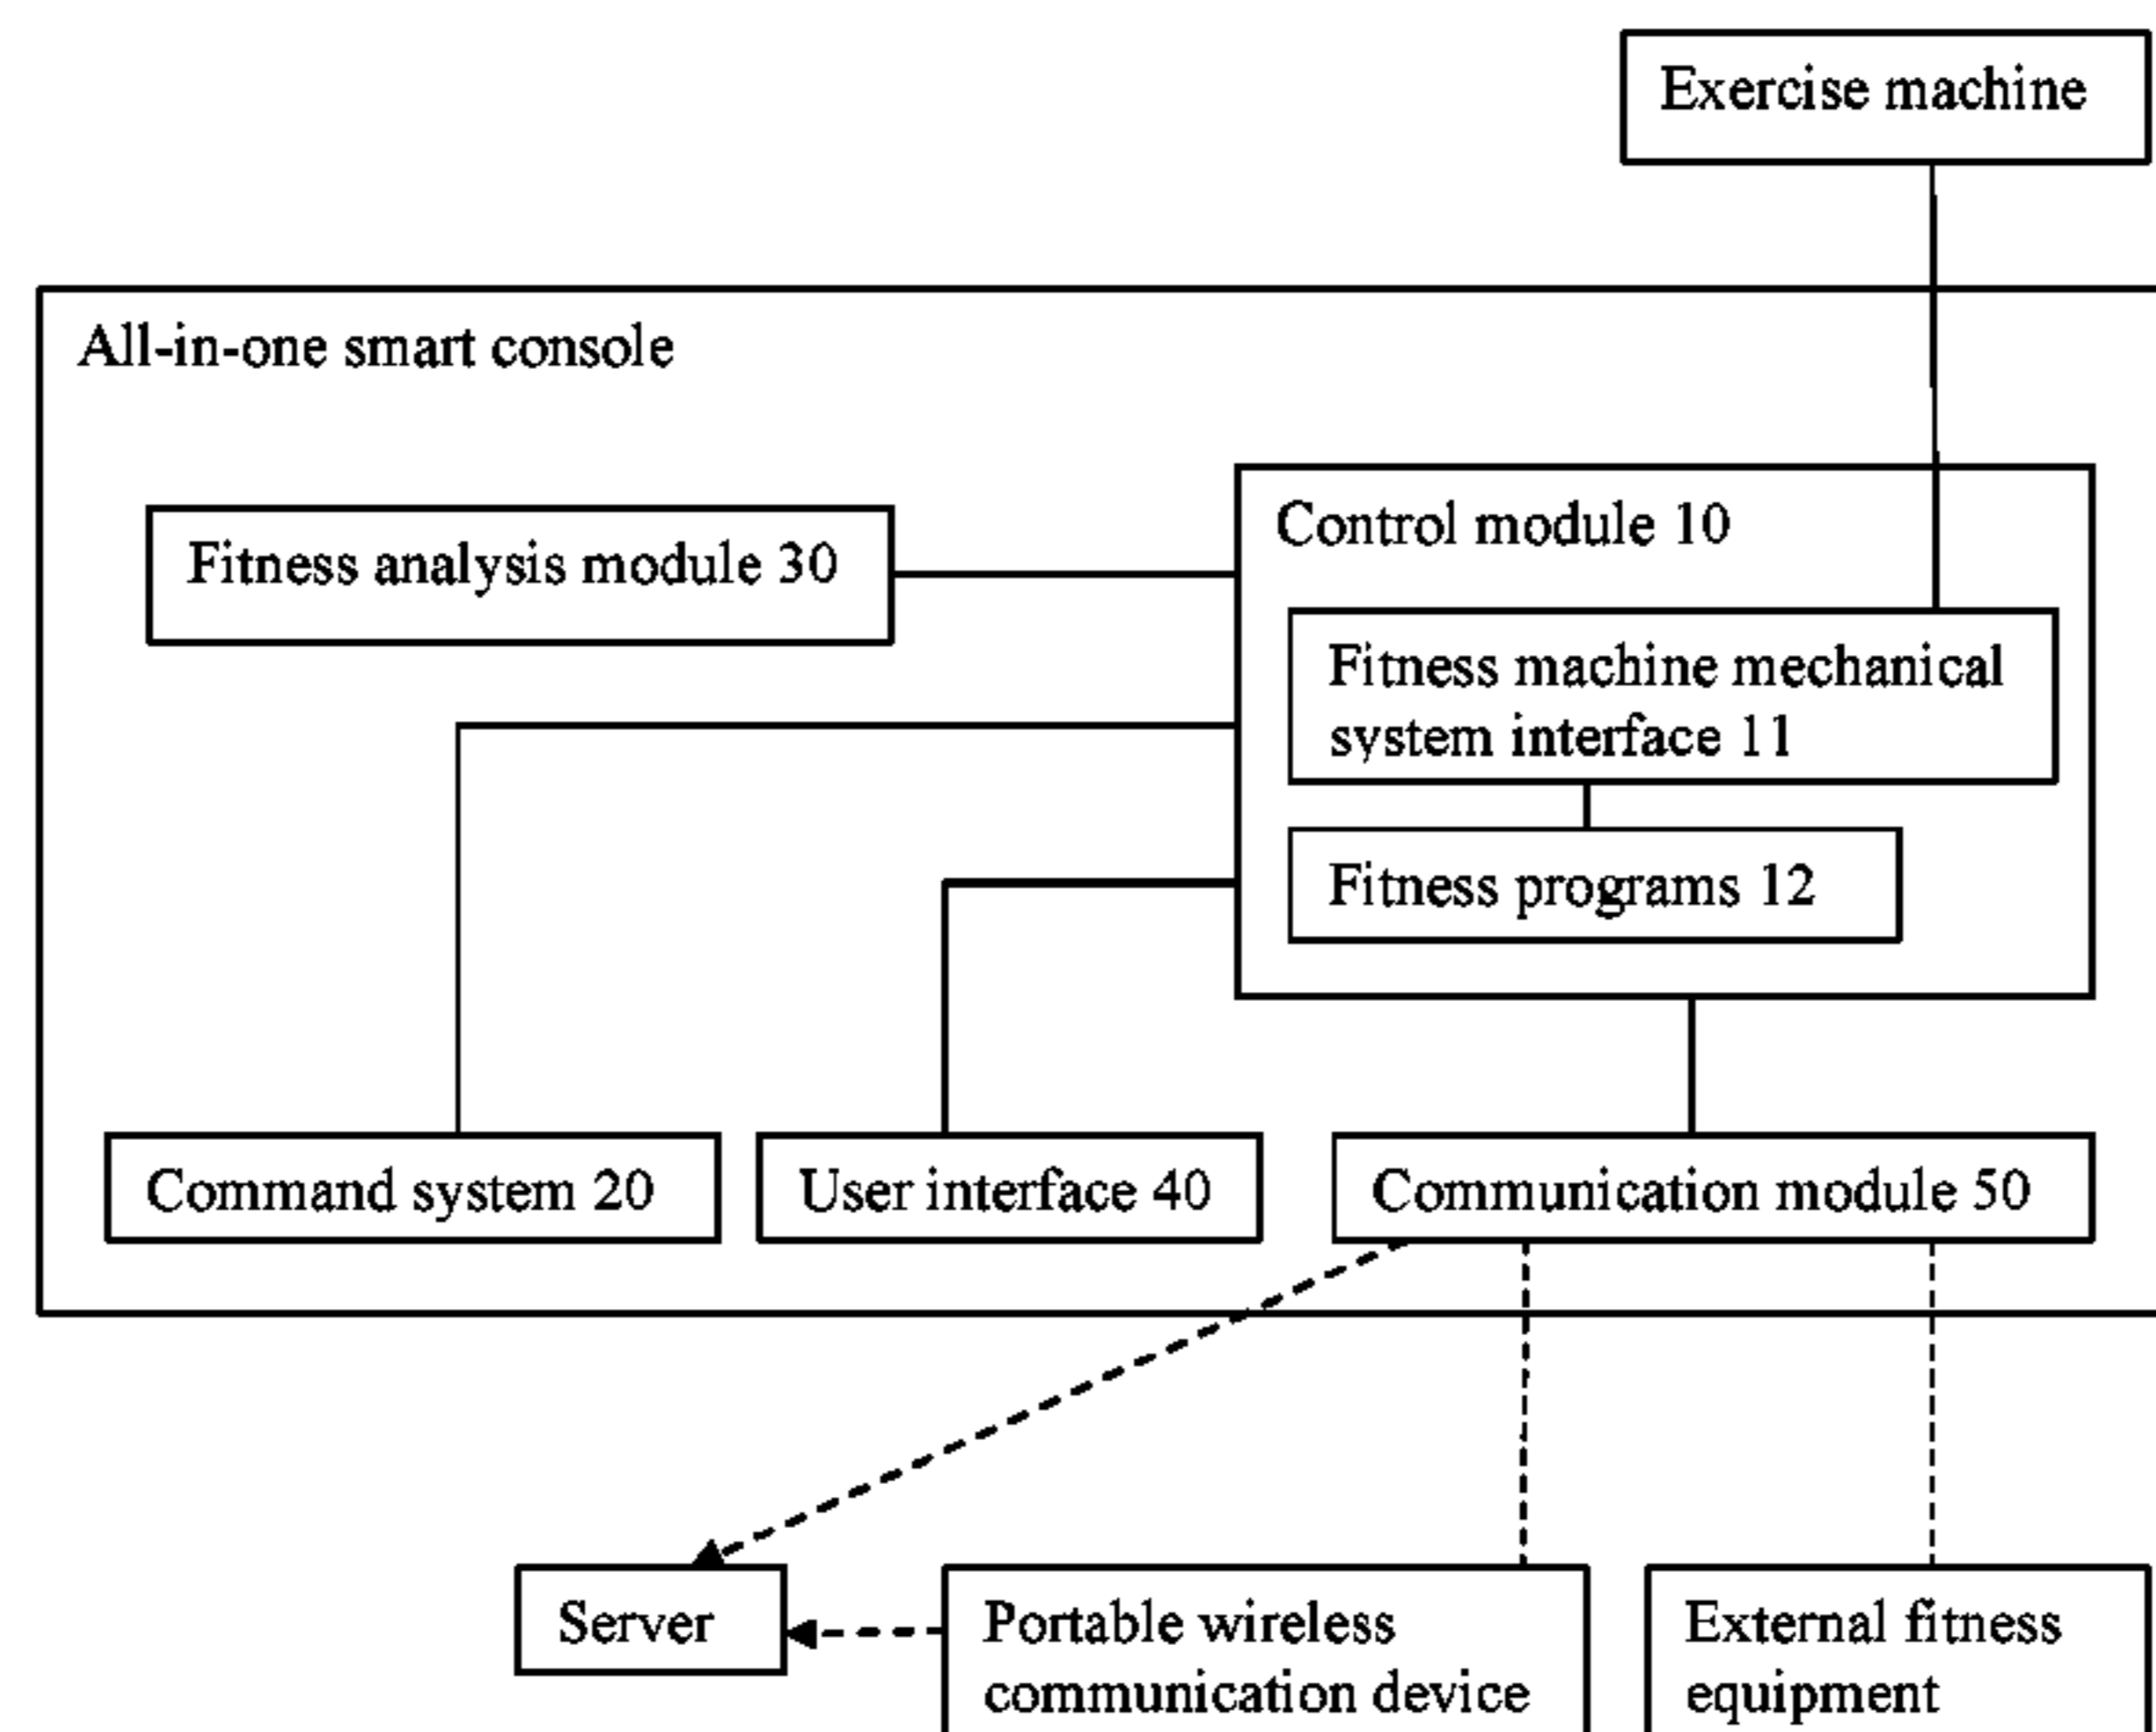 Exercise machine
All-in-one smart console
Control module 10
Fitness analysis module 30
Fitness machine mechanical
system interface 11
Fitness programs 12
Command system 20
User interface 40
Communication module 50
Server
Portable wireless
communication device
External fitness
equipment